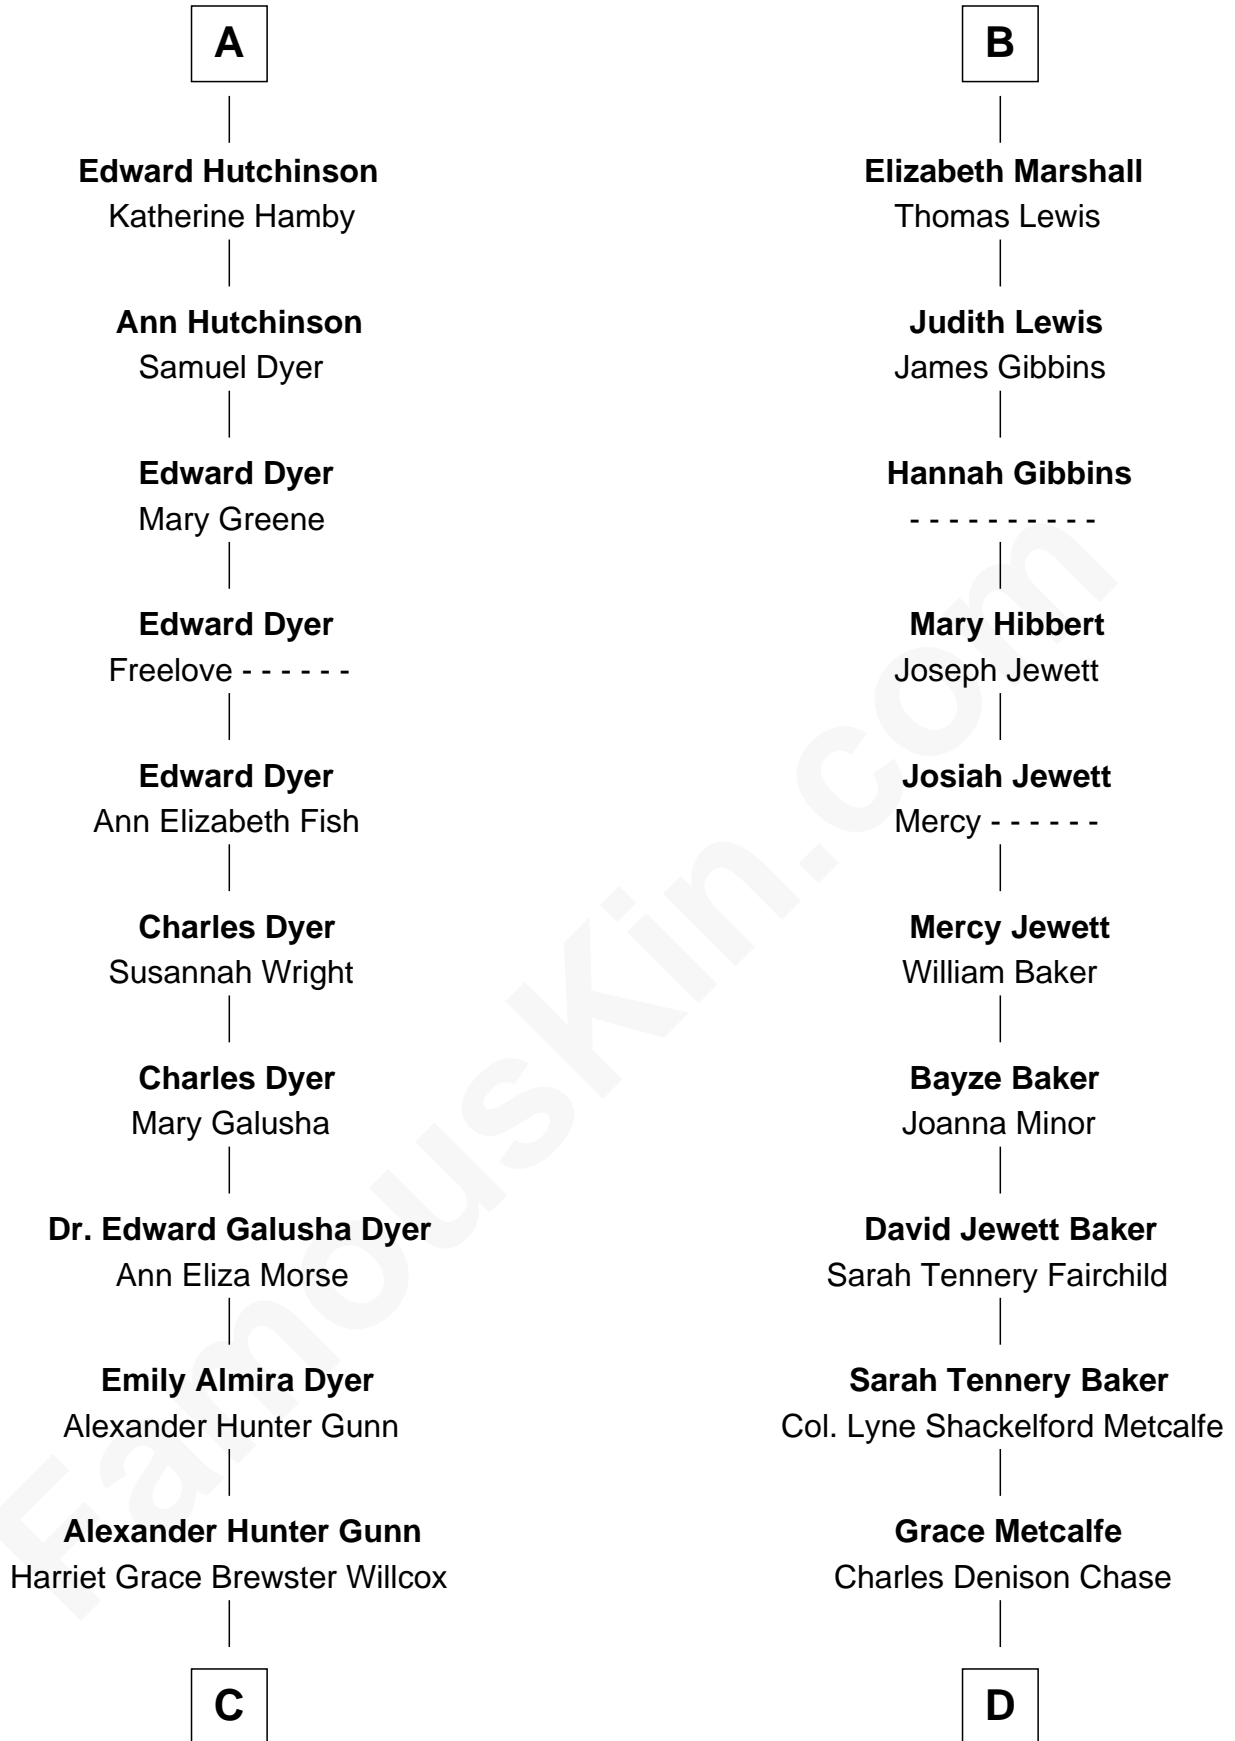 A
Edward Hutchinson
Katherine Hamby
Ann Hutchinson
Samuel Dyer
Edward Dyer
Mary Greene
Edward Dyer
Freelove - - - - - -
Edward Dyer
Ann Elizabeth Fish
Charles Dyer
Susannah Wright
Charles Dyer
Mary Galusha
Dr. Edward Galusha Dyer
Ann Eliza Morse
Emily Almira Dyer
Alexander Hunter Gunn
Alexander Hunter Gunn
Harriet Grace Brewster Willcox
C
B
Elizabeth Marshall
Thomas Lewis
Judith Lewis
James Gibbins
Hannah Gibbins
- - - - - - - - - -
Mary Hibbert
Joseph Jewett
Josiah Jewett
Mercy - - - - - -
Mercy Jewett
William Baker
Bayze Baker
Joanna Minor
David Jewett Baker
Sarah Tennery Fairchild
Sarah Tennery Baker
Col. Lyne Shackelford Metcalfe
Grace Metcalfe
Charles Denison Chase
D
FamousKin.com